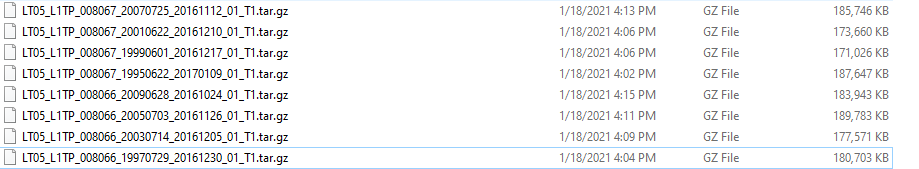 LT05_L1TP_008067_20070725_20161112_01_T1.tar.gz 1/18/2021 4:13 PM GZ File 185,746 KB
LT05_L1TP_008067_20010622_20161210_01_T1.tar.gz 1/18/2021 4:06 PM GZ File 173,660 KB
LT05_L1TP_008067_19990601_20161217_01_T1.tar.gz 1/18/2021 4:06 PM GZ File 171,026 KB
LT05_L1TP_008067_19950622_20170109_01_T1.tar.gz 1/18/2021 4:02 PM GZ File 187,647 KB
LT05_L1TP_008066_20090628_20161024_01_T1.tar.gz 1/18/2021 4:15 PM GZ File 183,943 KB
LT05_L1TP_008066_20050703_20161126_01_T1.tar.gz 1/18/2021 4:11 PM GZ File 189,783 KB
LT05_L1TP_008066_20030714_20161205_01_T1.tar.gz 1/18/2021 4:09 PM GZ File 177,571 KB
LT05_L1TP_008066_19970729_20161230_01_T1.tar.gz 1/18/2021 4:04 PM GZ File 180,703 KB